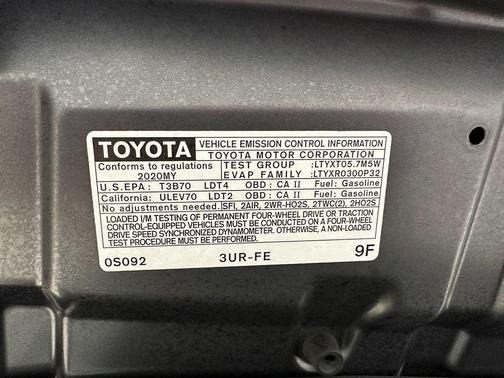 TOYOTA VEHICLE EMISSION CONTROL INFORMATION
TOYOTA MOTOR CORPORATION
Conforms to regulations TEST GROUP :LTYXT05.7M5W
2020MY EVAP FAMILY :LTYXR0300P32
U.S.EPA : T3B70 LDT4 OBD : CA II Fuel: Gasoline
California: ULEV70 LDT2 OBD : CA II Fuel: Gasoline
No adjustments needed. SFI, 2AIR, 2WR-HO2S, 2TWC(2), 2HO2S
LOADED I/M TESTING OF PERMANENT FOUR-WHEEL DRIVE OR TRACTION
CONTROL-EQUIPPED VEHICLES MUST BE CONDUCTED ON A FOUR-WHEEL
DRIVE SPEED SYNCHRONIZED DYNAMOMETER. OTHERWISE, A NON-LOADED
TEST PROCEDURE MUST BE PERFORMED.
0S092 3UR-FE 9F